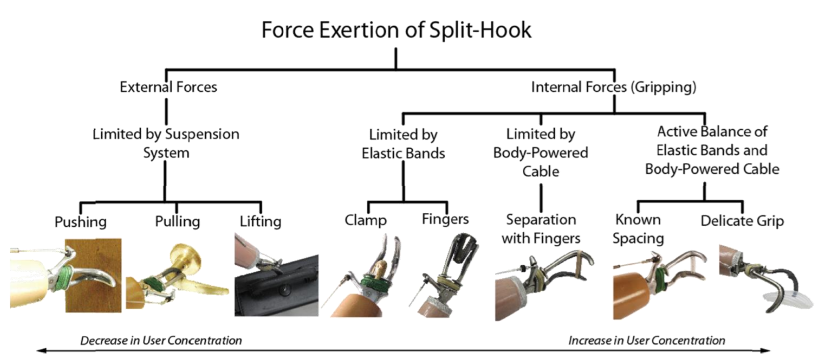 Force Exertion of Split-Hook
External Forces
Internal Forces (Gripping)
Limited by Suspension
System
Limited by
Elastic Bands
Limited by
Body-Powered
Cable
Active Balance of
Elastic Bands and
Body-Powered Cable
Pushing
Pulling
Lifting
Clamp
Fingers
Separation
with Fingers
Known
Spacing
Delicate Grip
Decrease in User Concentration
Increase in User Concentration